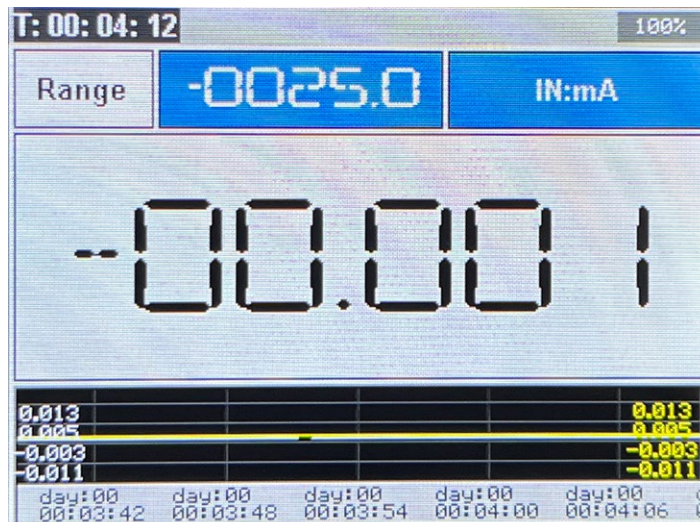 T: 00: 04: 12 100%
Range -0025.0 IN:mA
-00.001
0.013 0.013
0.005 0.005
-0.003 -0.003
-0.011 -0.011
day:00 day:00 day:00 day:00 day:00
00:03:42 00:03:48 00:03:54 00:04:00 00:04:06